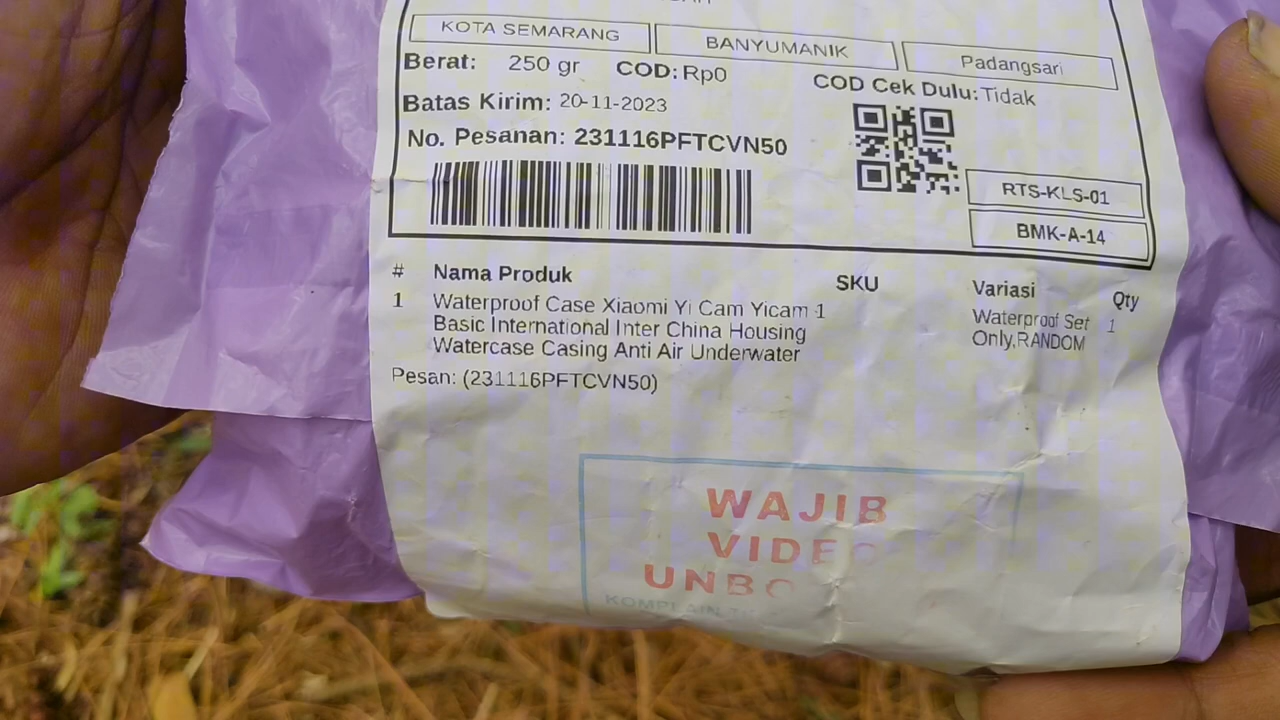 KOTA SEMARANG BANYUMANIK Padangsari
Berat: 250 gr COD: Rp0 COD Cek Dulu: Tidak
Batas Kirim: 20-11-2023
No. Pesanan: 231116PFTCVN50
RTS-KLS-01
BMK-A-14
# Nama Produk SKU Variasi Qty
1 Waterproof Case Xiaomi Yi Cam Yicam 1 Waterproof Set 1
Basic International Inter China Housing Only,RANDOM
Watercase Casing Anti Air Underwater
Pesan: (231116PFTCVN50)
WAJIB
VIDEO
UNBO
KOMPLAIN